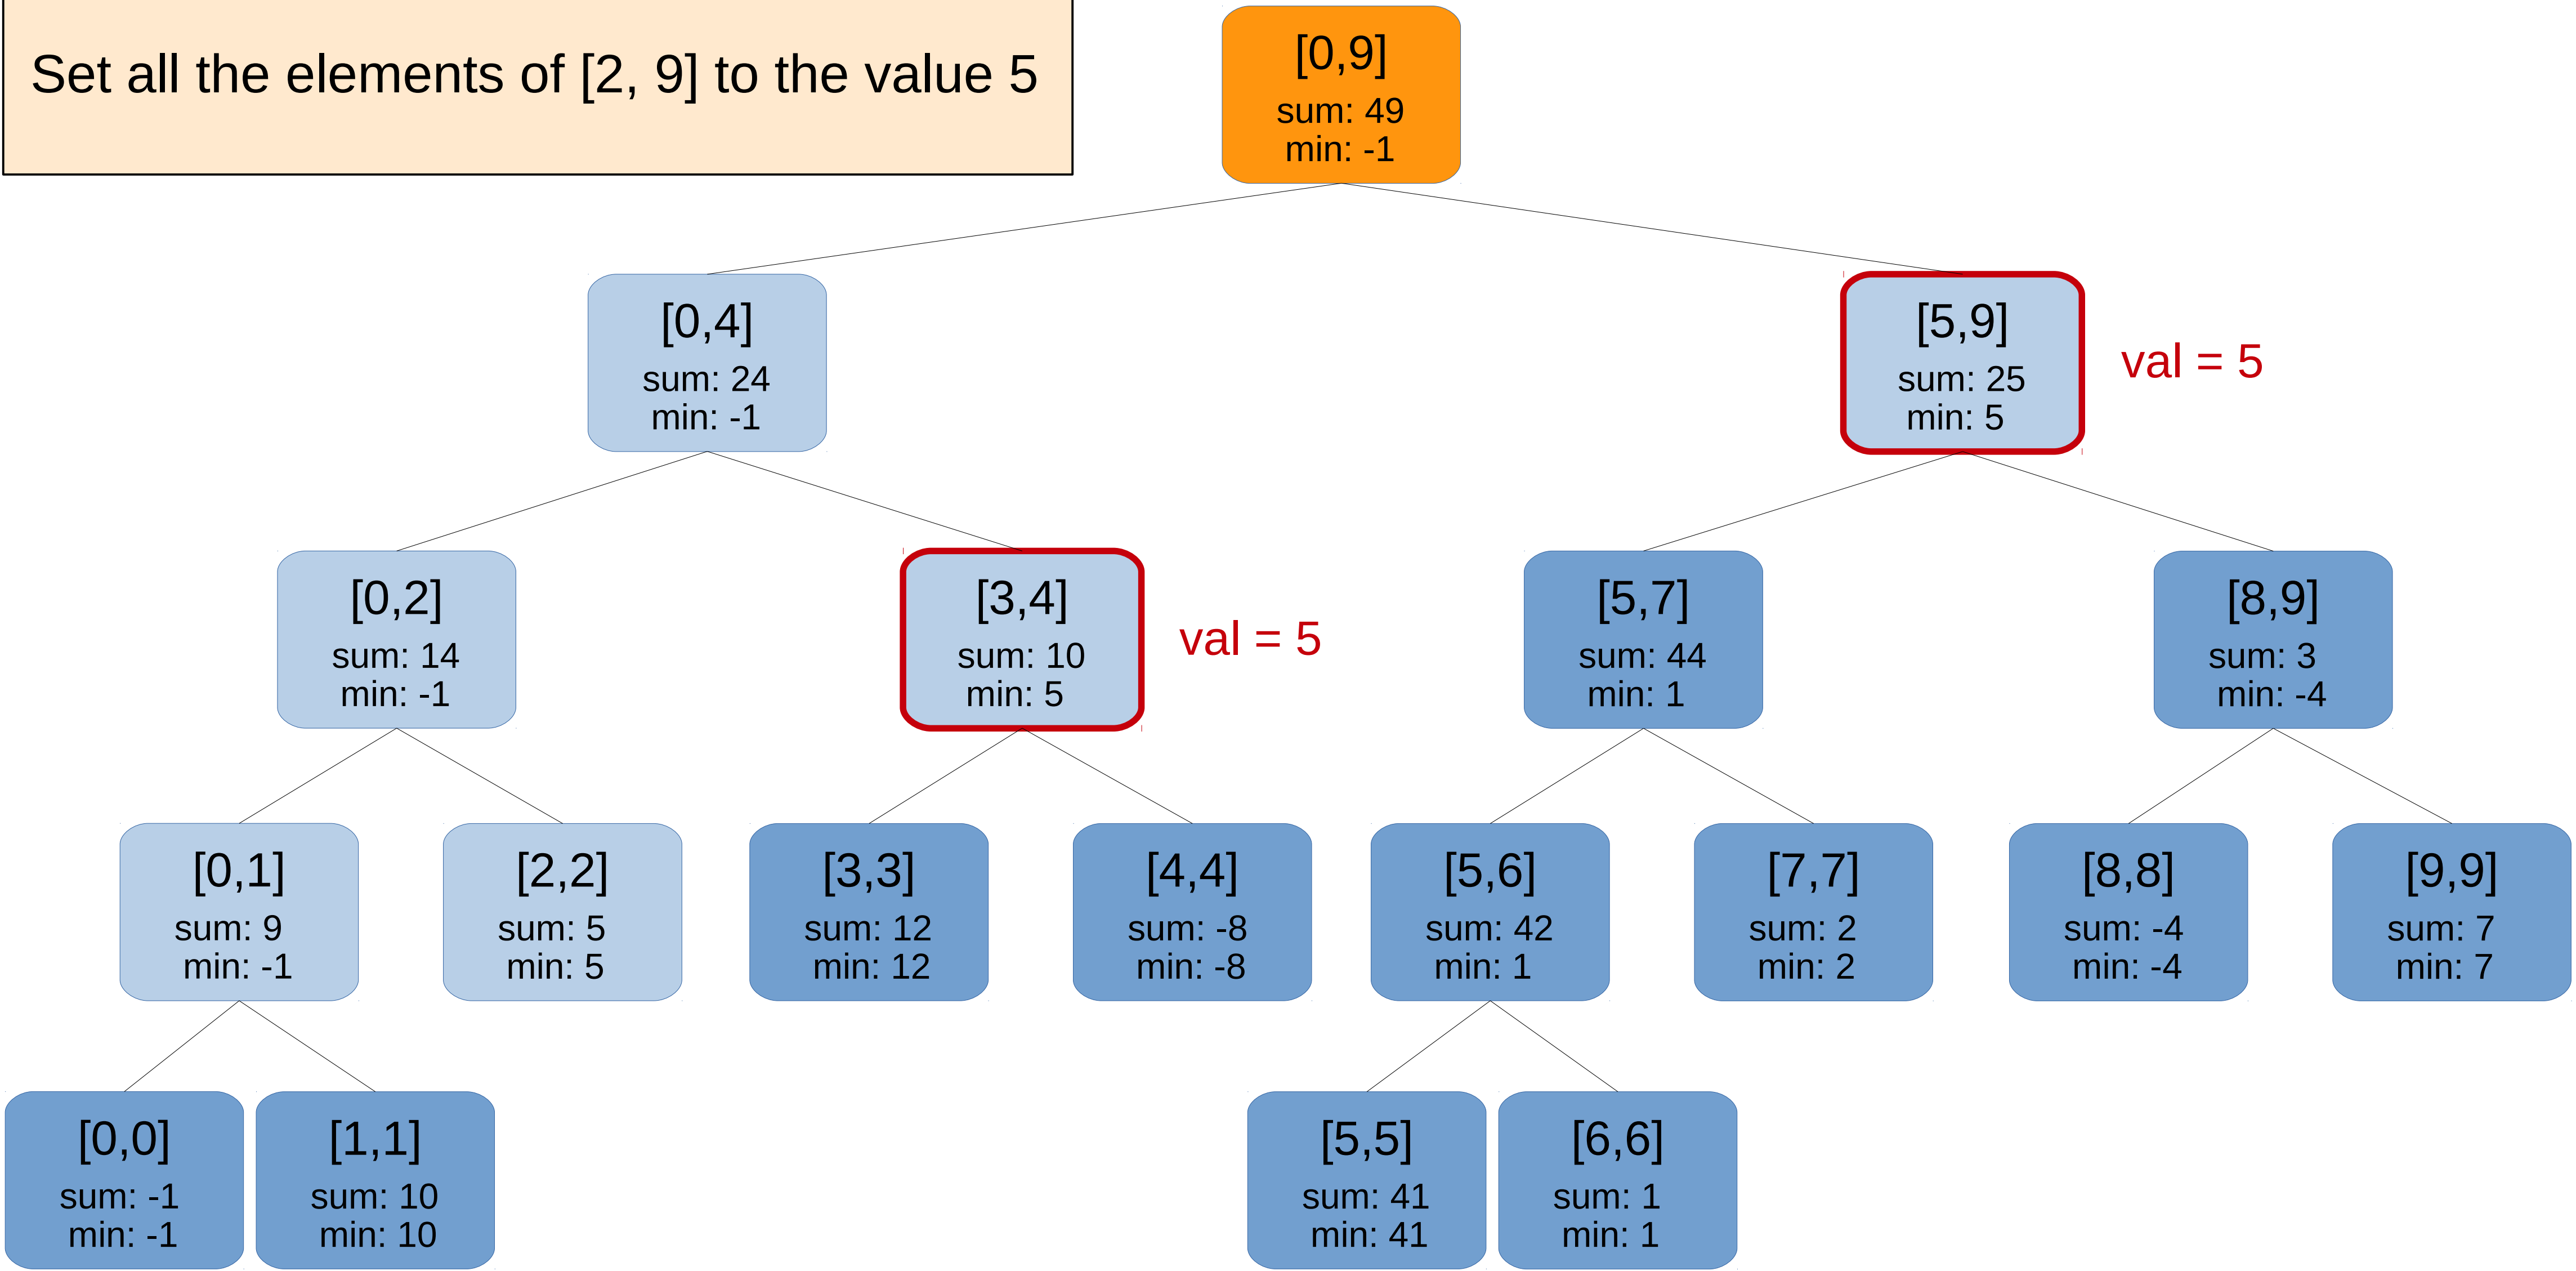 Set all the elements of [2, 9] to the value 5
[0,9]
sum: 49
min: -1
[0,4]
sum: 24
min: -1
[5,9]
sum: 25
min: 5
val = 5
[0,2]
sum: 14
min: -1
[3,4]
sum: 10
min: 5
val = 5
[5,7]
sum: 44
min: 1
[8,9]
sum: 3
min: -4
[0,1]
sum: 9
min: -1
[2,2]
sum: 5
min: 5
[3,3]
sum: 12
min: 12
[4,4]
sum: -8
min: -8
[5,6]
sum: 42
min: 1
[7,7]
sum: 2
min: 2
[8,8]
sum: -4
min: -4
[9,9]
sum: 7
min: 7
[0,0]
sum: -1
min: -1
[1,1]
sum: 10
min: 10
[5,5]
sum: 41
min: 41
[6,6]
sum: 1
min: 1